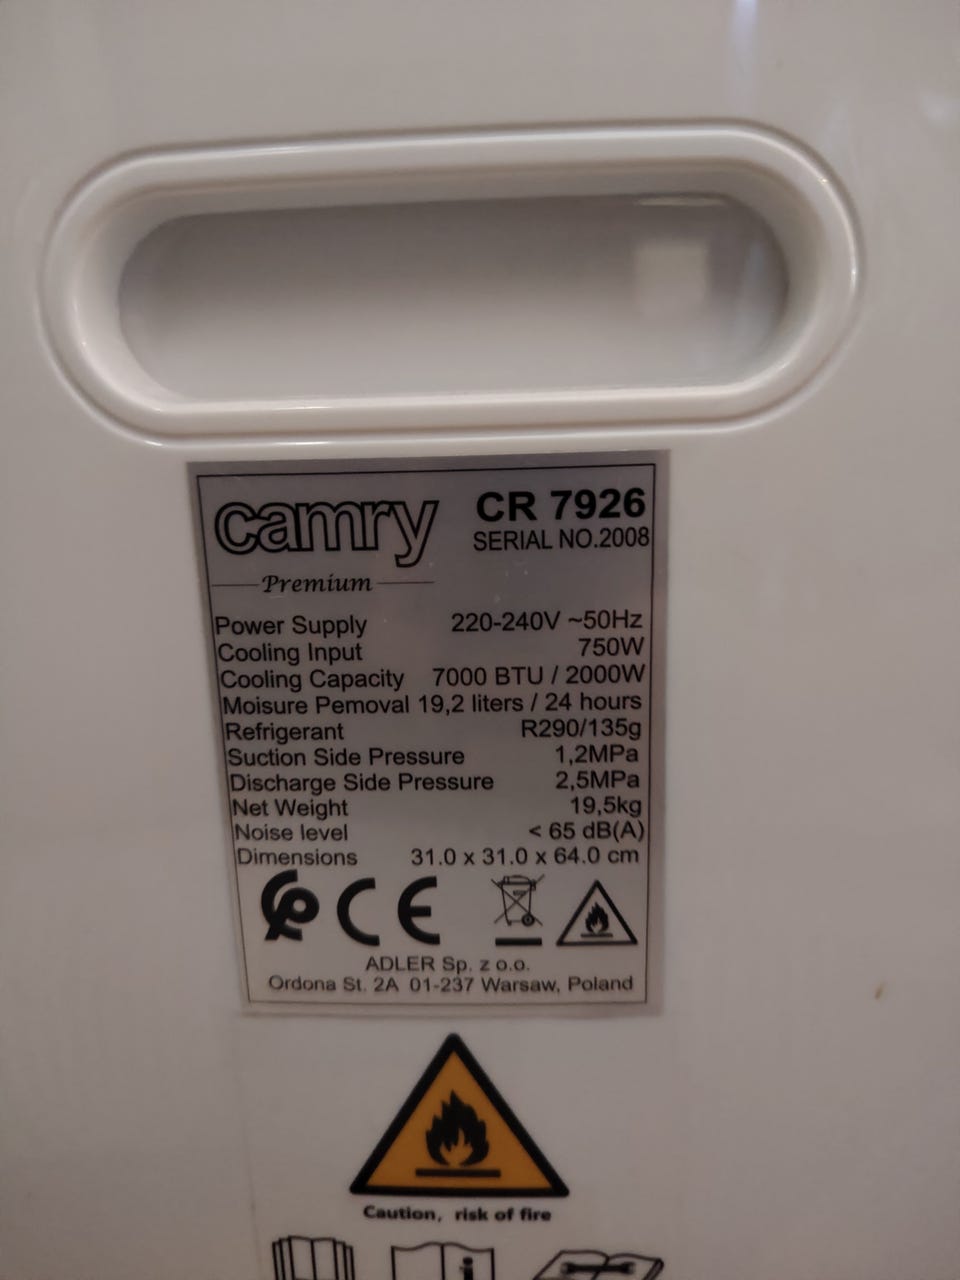 camry
CR 7926
SERIAL NO.2008
Premium
Power Supply 220-240V ~50Hz
Cooling Input 750W
Cooling Capacity 7000 BTU / 2000W
Moisure Pemoval 19,2 liters / 24 hours
Refrigerant R290/135g
Suction Side Pressure 1,2MPa
Discharge Side Pressure 2,5MPa
Net Weight 19,5kg
Noise level < 65 dB(A)
Dimensions 31.0 x 31.0 x 64.0 cm
CE
ADLER Sp. z o.o.
Ordona St. 2A 01-237 Warsaw, Poland
Caution, risk of fire
i